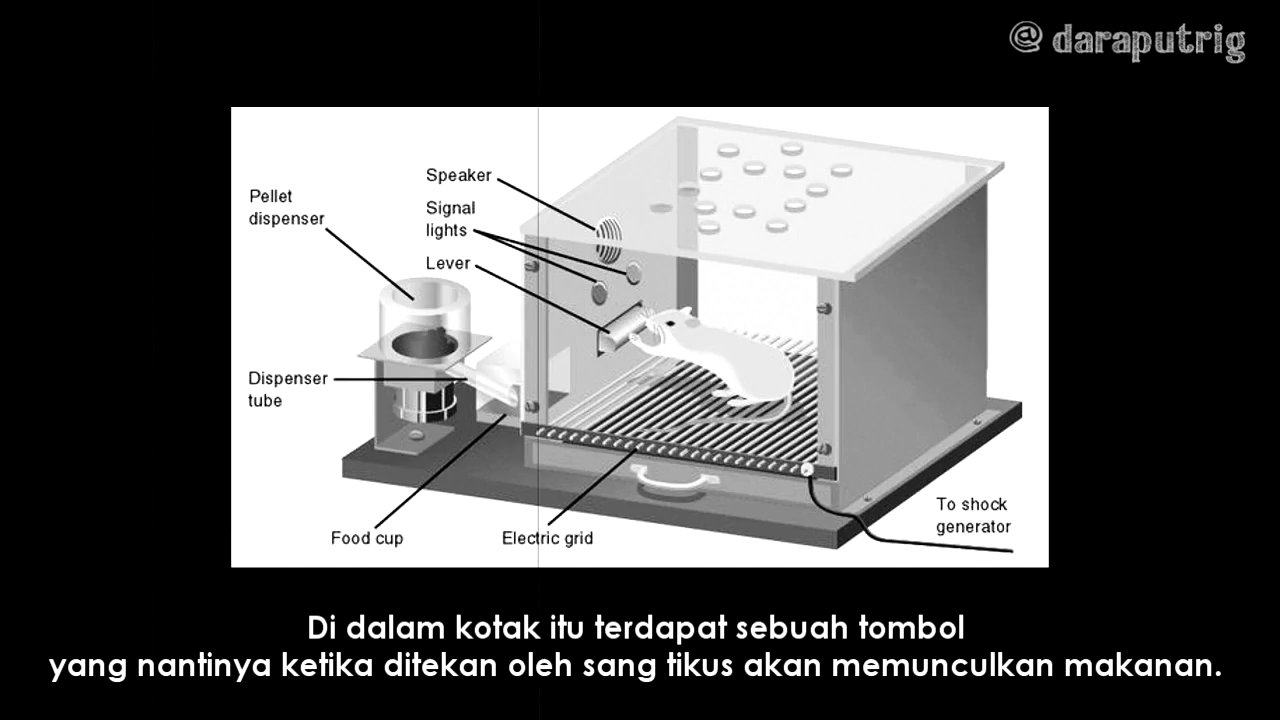 @ daraputrig
Speaker
Pellet
dispenser
Signal
lights
Lever
Dispenser
tube
Food cup
Electric grid
To shock
generator
Di dalam kotak itu terdapat sebuah tombol
yang nantinya ketika ditekan oleh sang tikus akan memunculkan makanan.